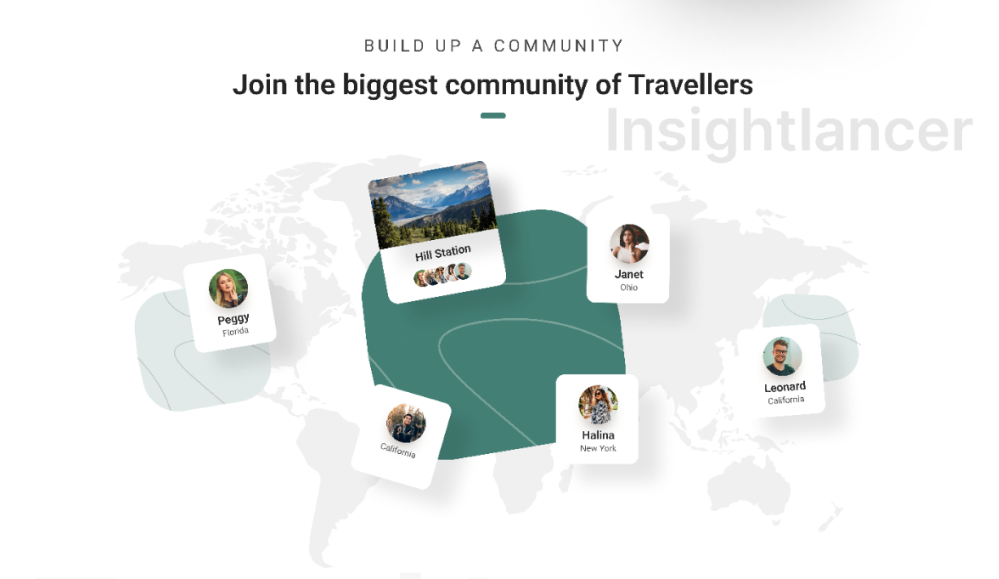 BUILD UP A COMMUNITY
Join the biggest community of Travellers
Insightlancer
Hill Station
Janet
Ohio
Peggy
Florida
Leonard
California
California
Halina
New York